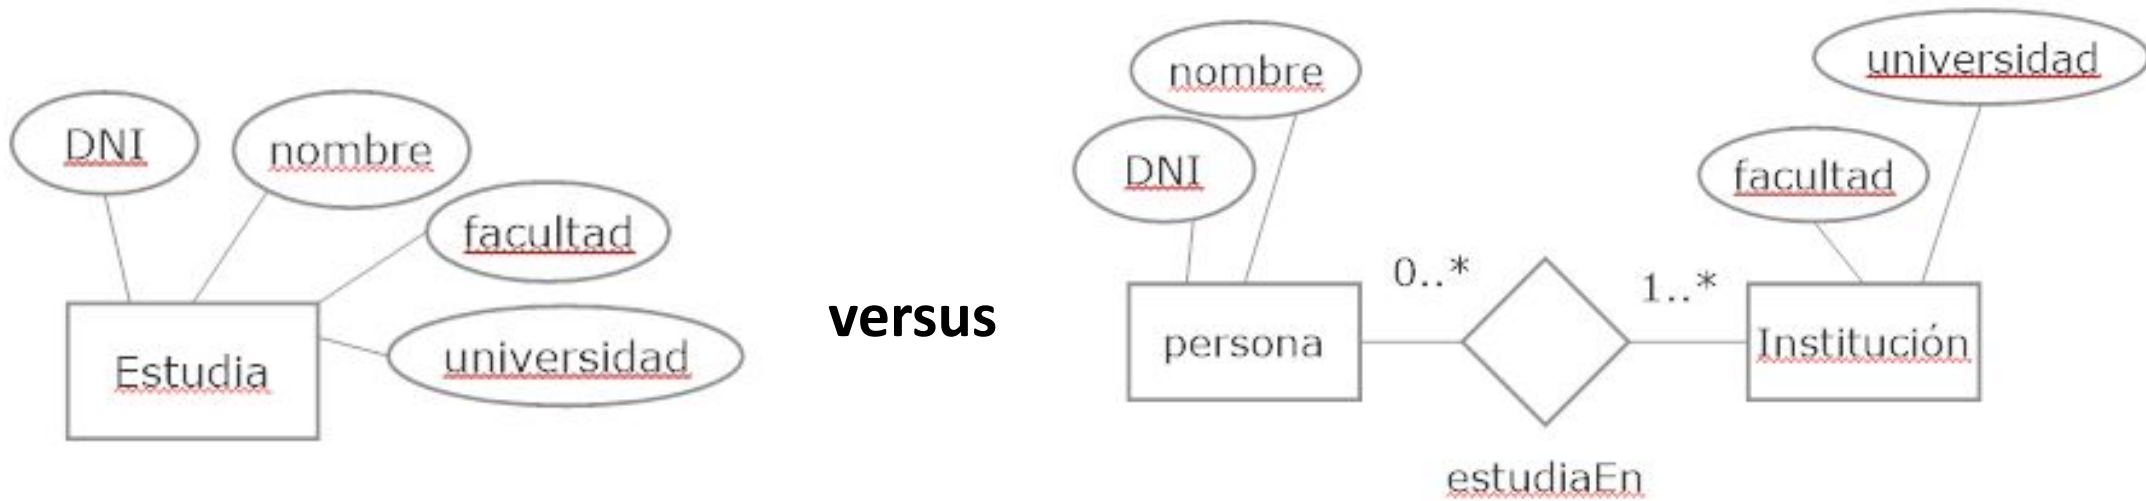 DNI
nombre
facultad
universidad
Estudia
versus
nombre
DNI
persona
0..*
estudiaEn
1..*
universidad
facultad
Institución